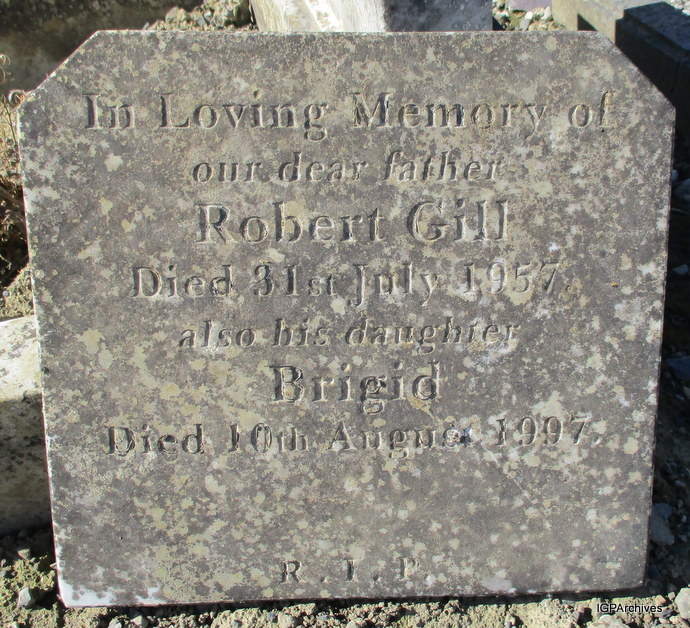 In Loving Memory of
our dear father
Robert Gill
Died 31st July 1957.
also his daughter
Brigid
Died 10th August 1997.
R.I.P.
IGPArchives